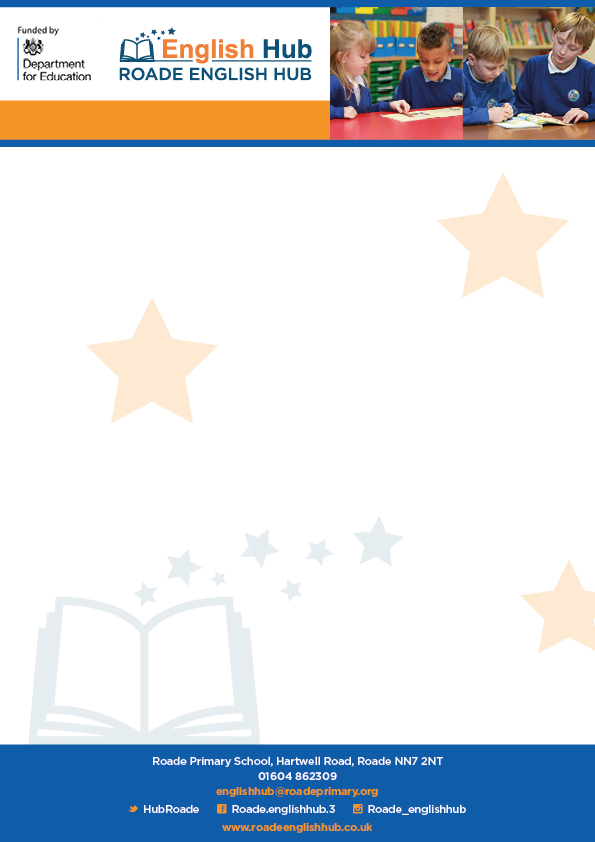 Funded by
Department
for Education
English Hub
ROADE ENGLISH HUB
Roade Primary School, Hartwell Road, Roade NN7 2NT
01604 862309
englishhub@roadeprimary.org
HubRoade Roade.englishhub.3 Roade_englishhub
www.roadeenglishhub.co.uk